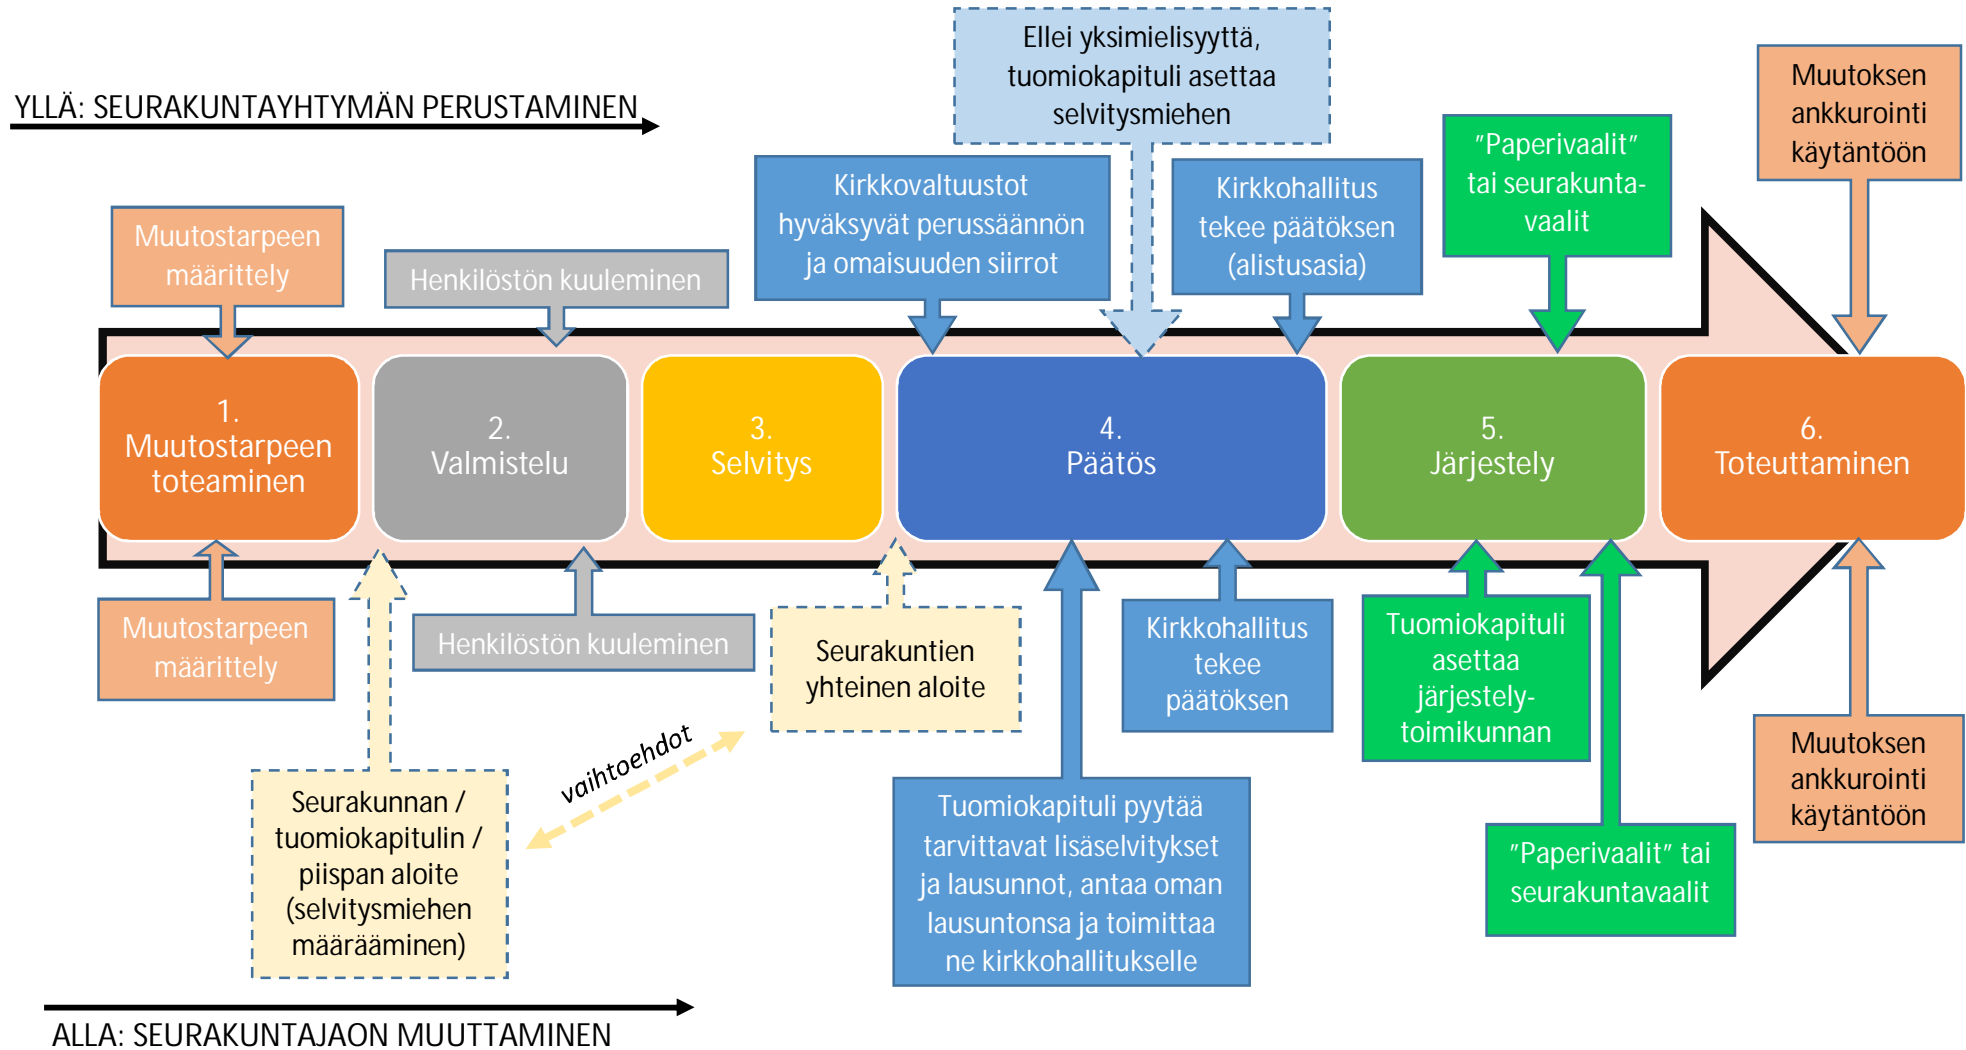 YLLÄ: SEURAKUNTAYHTYMÄN PERUSTAMINEN
Muutostarpeen
määrittely
Henkilöstön kuuleminen
Kirkkovaltuustot
hyväksyvät perussäännön
ja omaisuuden siirrot
Ellei yksimielisyyttä,
tuomiokapituli asettaa
selvitysmiehen
Kirkkohallitus
tekee päätöksen
(alistusasia)
”Paperivaalit”
tai seurakunta-
vaalit
Muutoksen
ankkurointi
käytäntöön
1.
Muutostarpeen
toteaminen
2.
Valmistelu
3.
Selvitys
4.
Päätös
5.
Järjestely
6.
Toteuttaminen
Muutostarpeen
määrittely
Seurakunnan /
tuomiokapitulin /
piispan aloite
(selvitysmiehen
määrääminen)
Henkilöstön kuuleminen
vaihtoehdot
Seurakuntien
yhteinen aloite
Tuomiokapituli pyytää
tarvittavat lisäselvitykset
ja lausunnot, antaa oman
lausuntonsa ja toimittaa
ne kirkkohallitukselle
Kirkkohallitus
tekee
päätöksen
Tuomiokapituli
asettaa
järjestely-
toimikunnan
”Paperivaalit” tai
seurakuntavaalit
Muutoksen
ankkurointi
käytäntöön
ALLA: SEURAKUNTAJAON MUUTTAMINEN